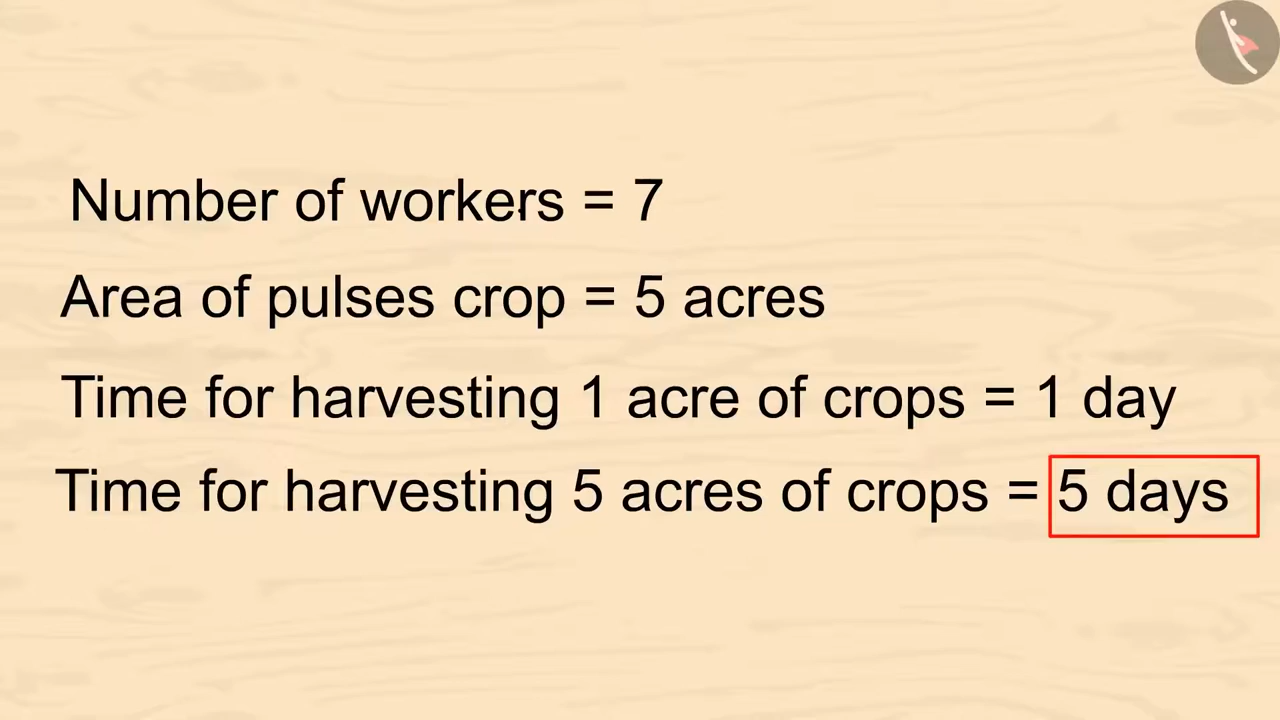 Number of workers = 7
Area of pulses crop = 5 acres
Time for harvesting 1 acre of crops = 1 day
Time for harvesting 5 acres of crops = 5 days